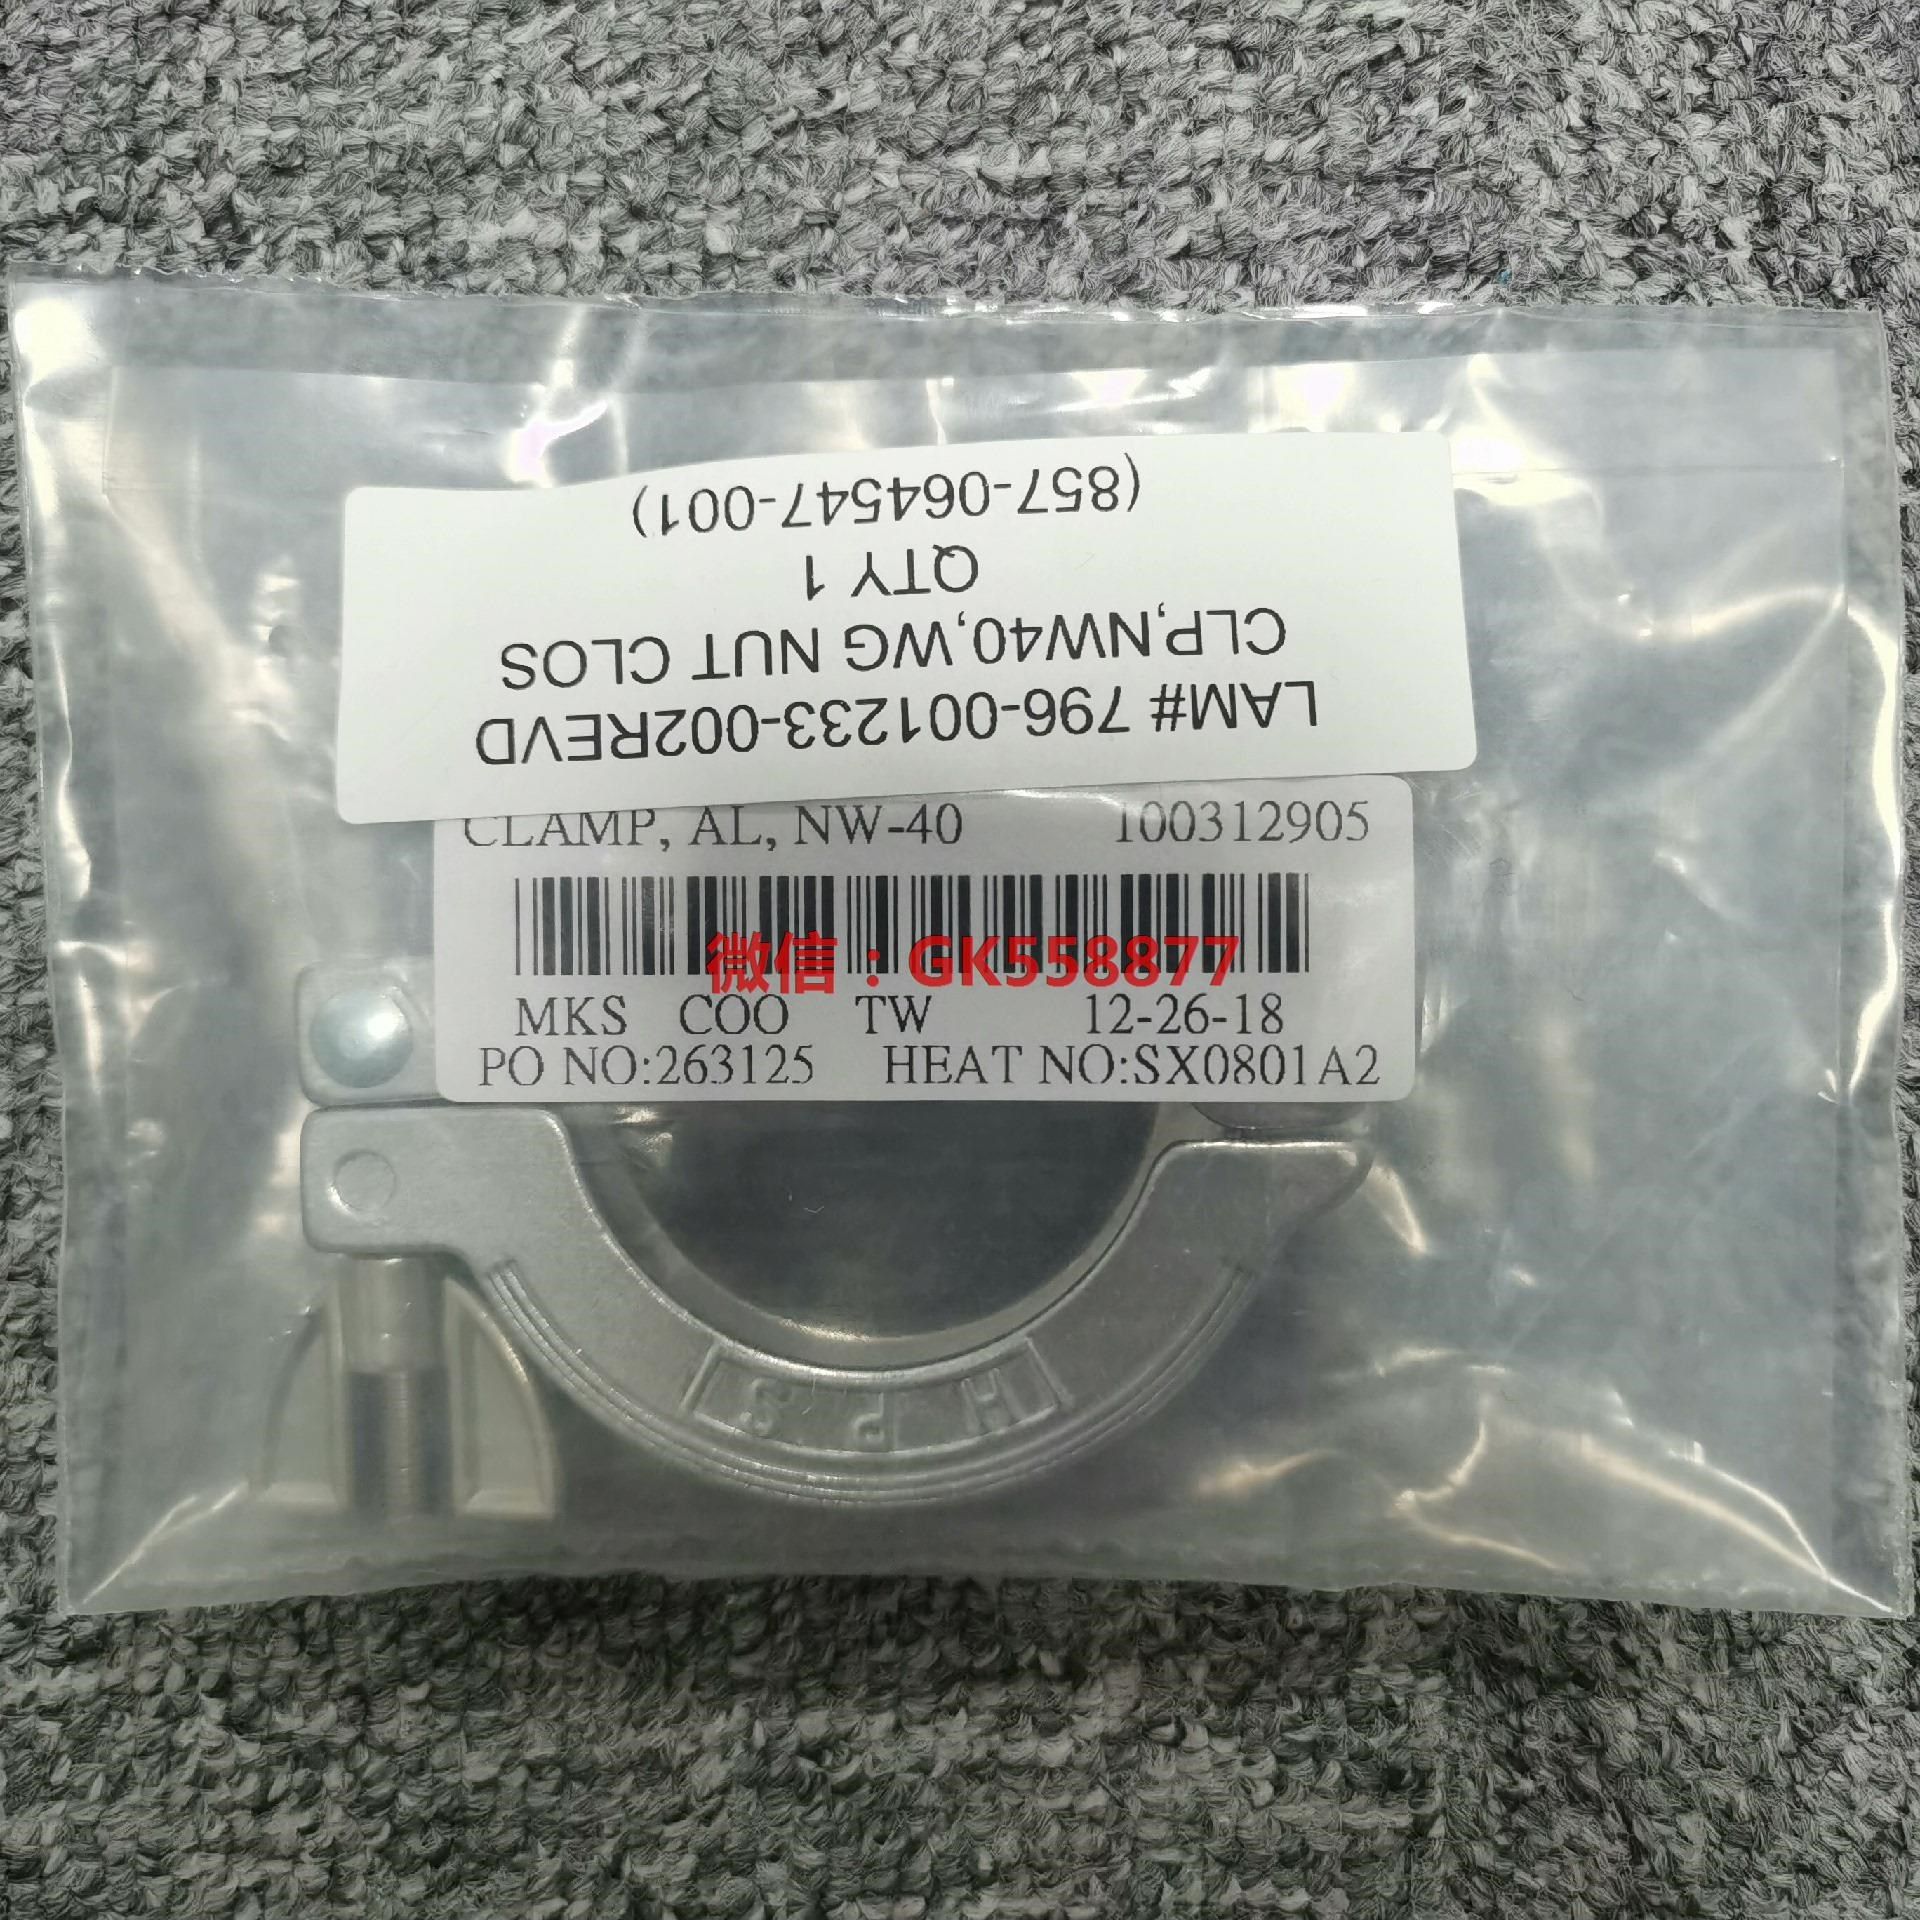 LAM# 796-001233-002REVD
CLP,NW40,WG NUT CLOS
QTY 1
(857-064547-001)
CLAMP, AL, NW-40 100312905
微信：GK558877
MKS COO TW 12-26-18
PO NO:263125 HEAT NO:SX0801A2
HPS